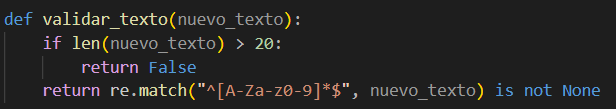 def validar_texto(nuevo_texto):
    if len(nuevo_texto) > 20:
        return False
    return re.match("^[A-Za-z0-9]*$", nuevo_texto) is not None